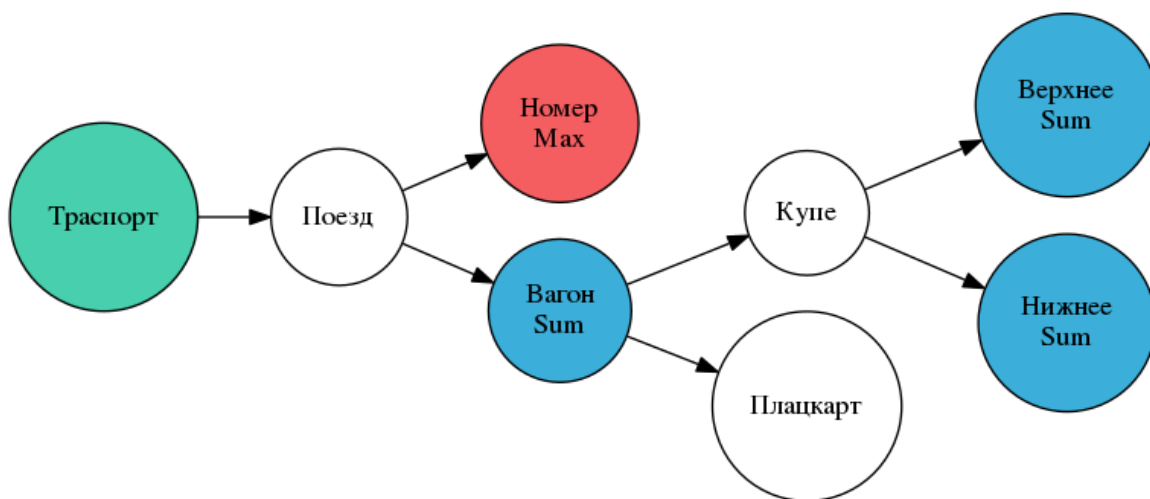 Траспорт
Поезд
Номер
Max
Вагон
Sum
Купе
Плацкарт
Верхнее
Sum
Нижнее
Sum